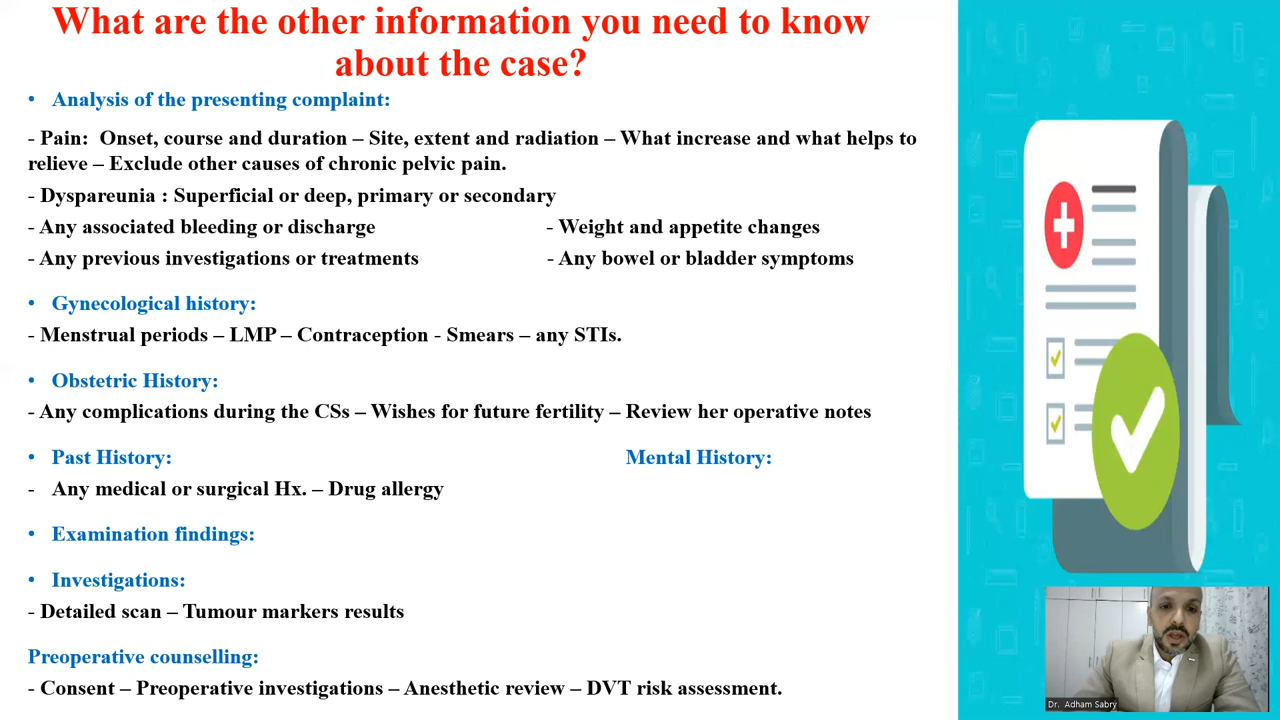 What are the other information you need to know
about the case?
• Analysis of the presenting complaint:
- Pain: Onset, course and duration – Site, extent and radiation – What increase and what helps to
relieve – Exclude other causes of chronic pelvic pain.
- Dyspareunia : Superficial or deep, primary or secondary
- Any associated bleeding or discharge - Weight and appetite changes
- Any previous investigations or treatments - Any bowel or bladder symptoms
• Gynecological history:
- Menstrual periods – LMP – Contraception - Smears – any STIs.
• Obstetric History:
- Any complications during the CSs – Wishes for future fertility – Review her operative notes
• Past History: Mental History:
- Any medical or surgical Hx. – Drug allergy
• Examination findings:
• Investigations:
- Detailed scan – Tumour markers results
Preoperative counselling:
- Consent – Preoperative investigations – Anesthetic review – DVT risk assessment.
Dr. Adham Sabry